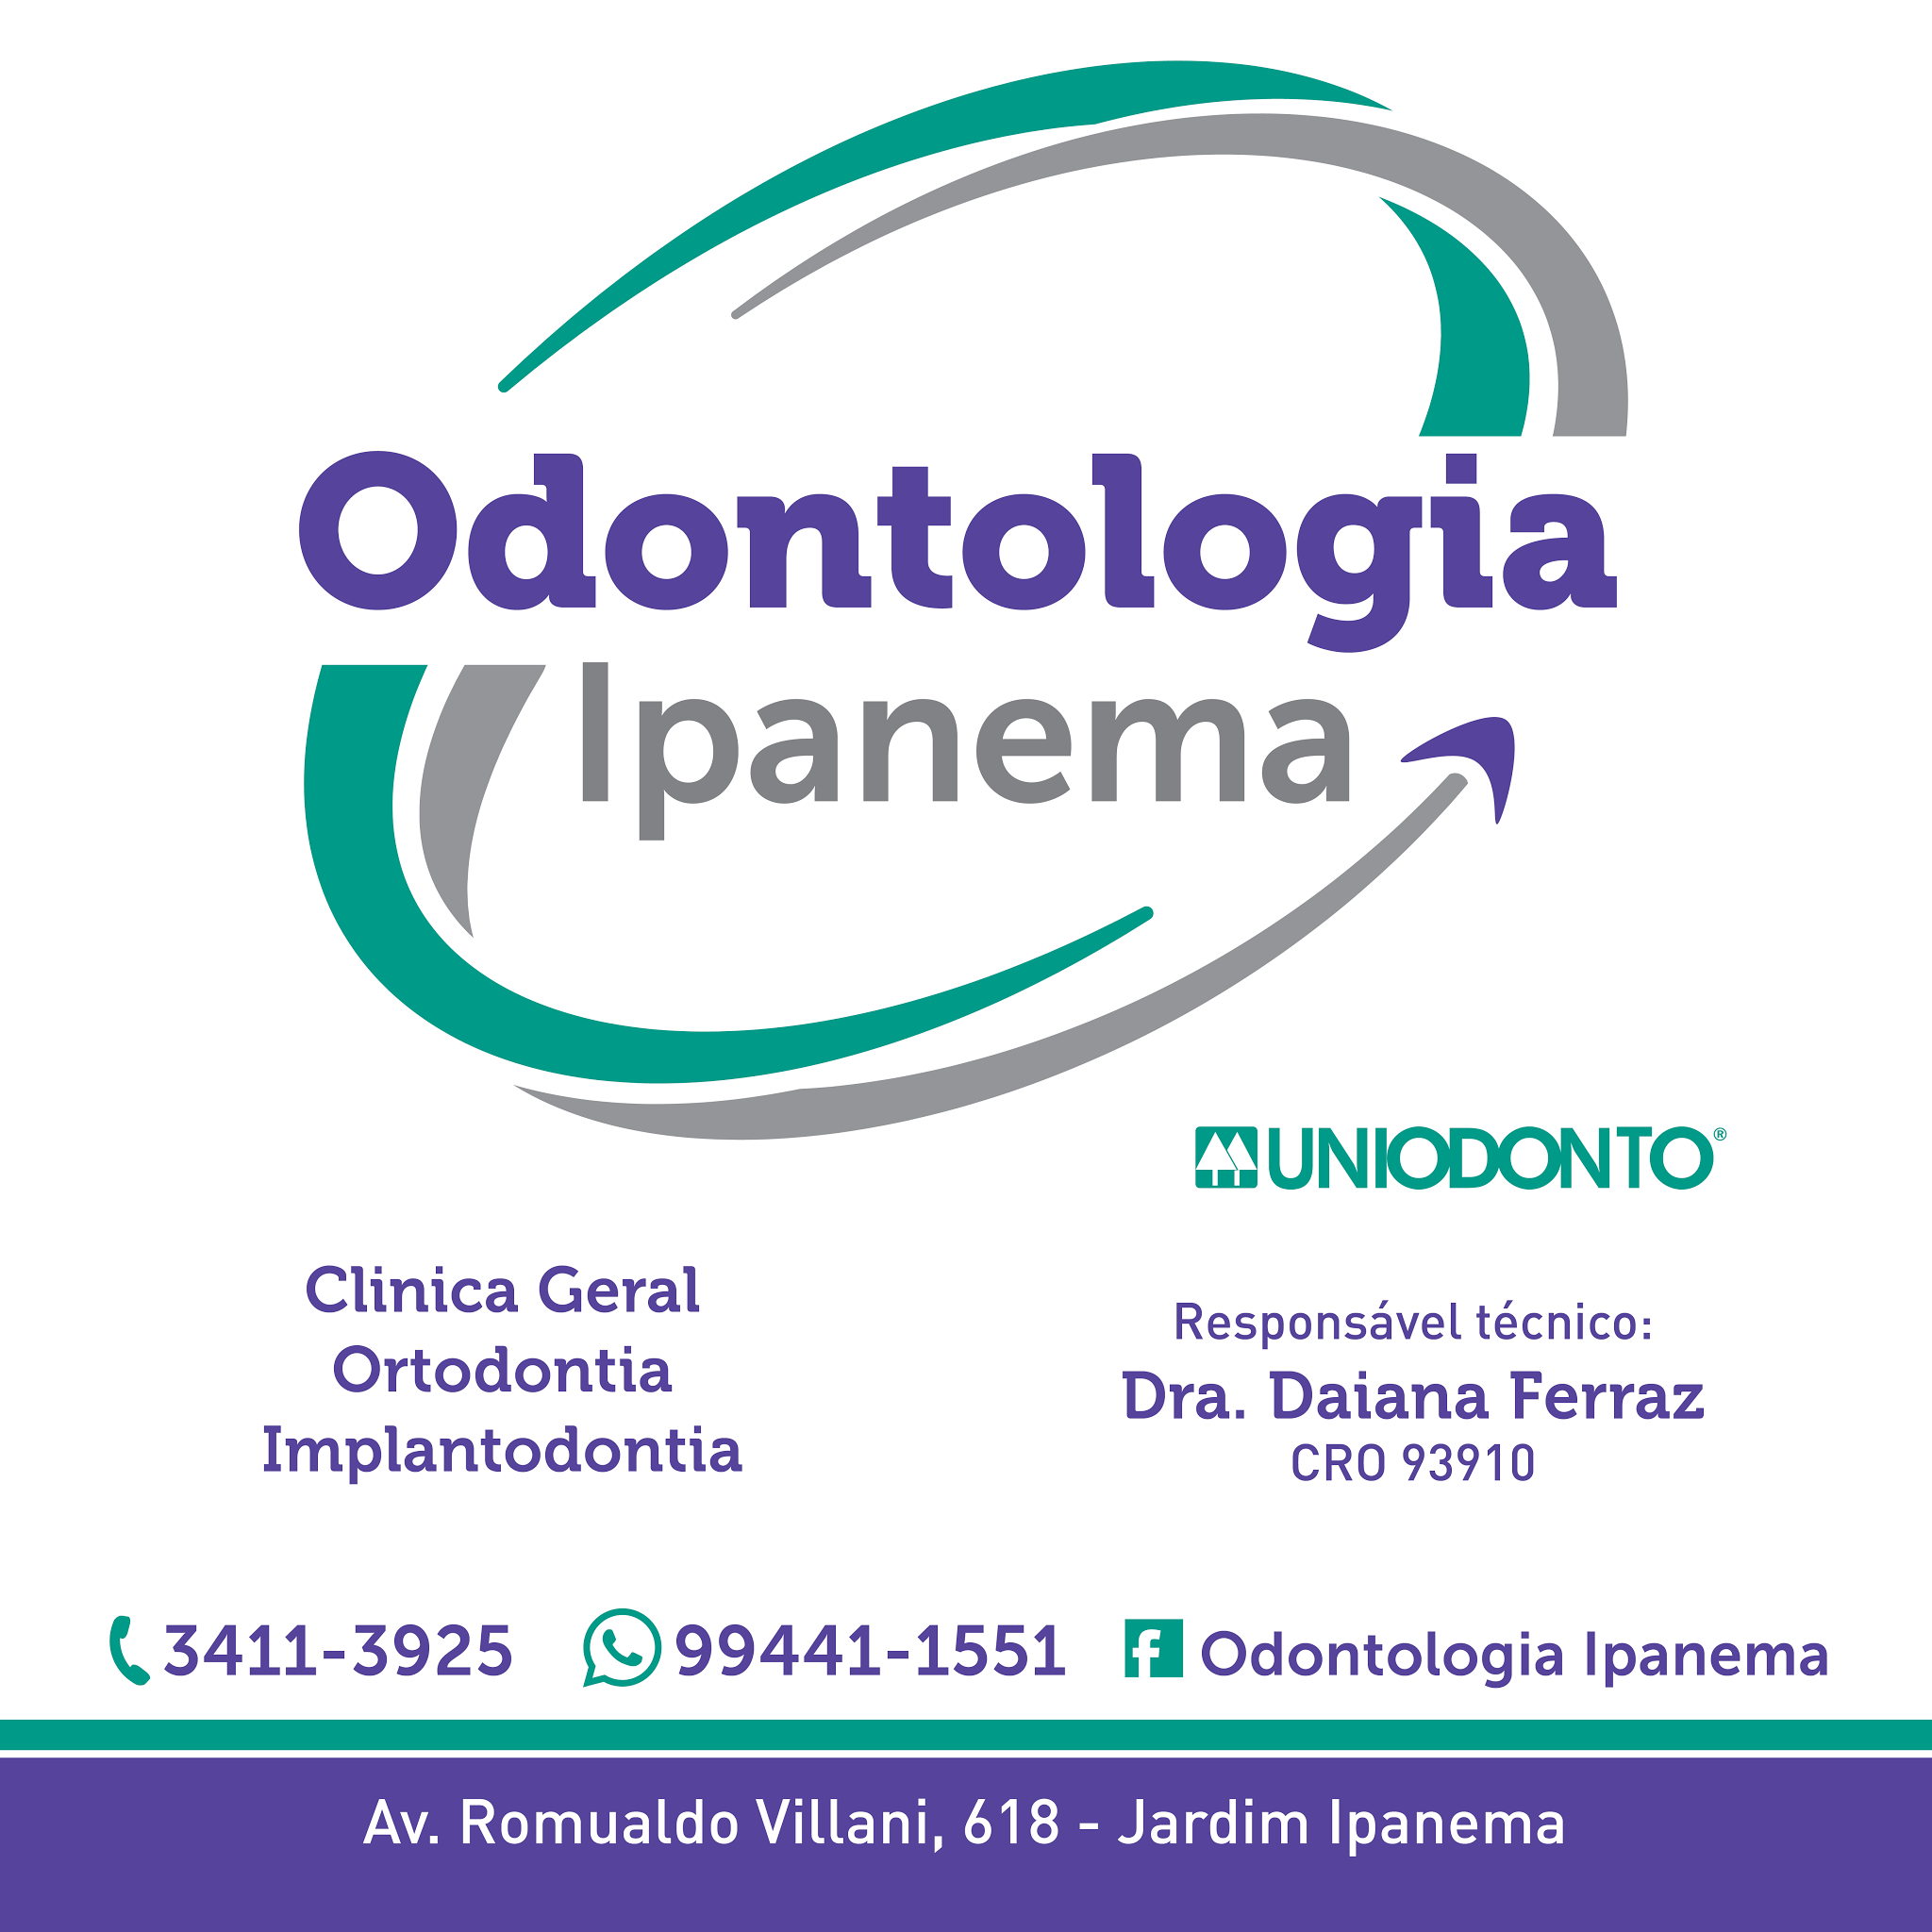 Odontologia
Ipanema
UNIODONTO®
Clinica Geral
Ortodontia
Implantodontia
Responsável técnico:
Dra. Daiana Ferraz
CRO 93910
3411-3925 99441-1551 Odontologia Ipanema
Av. Romualdo Villani, 618 - Jardim Ipanema